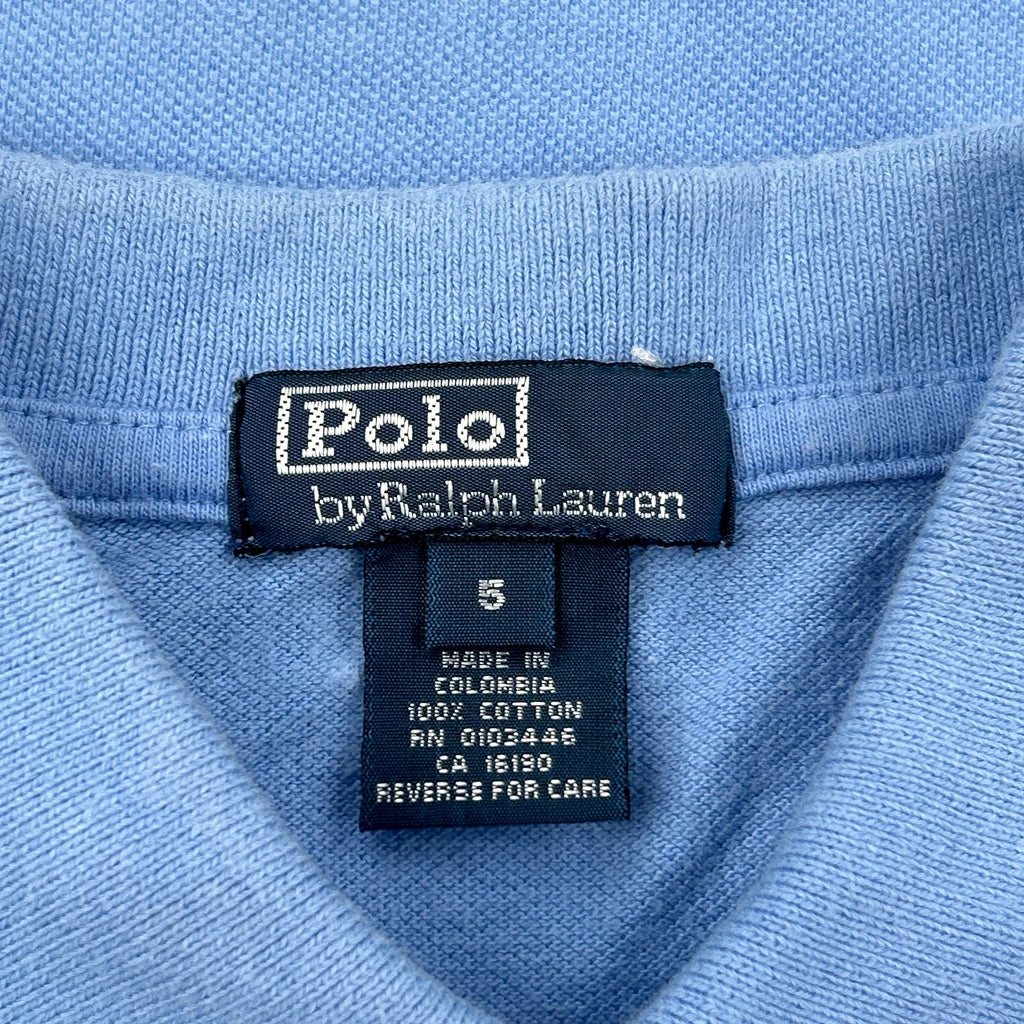 Polo
by Ralph Lauren
5
MADE IN
COLOMBIA
100% COTTON
RN 0103446
CA 16190
REVERSE FOR CARE